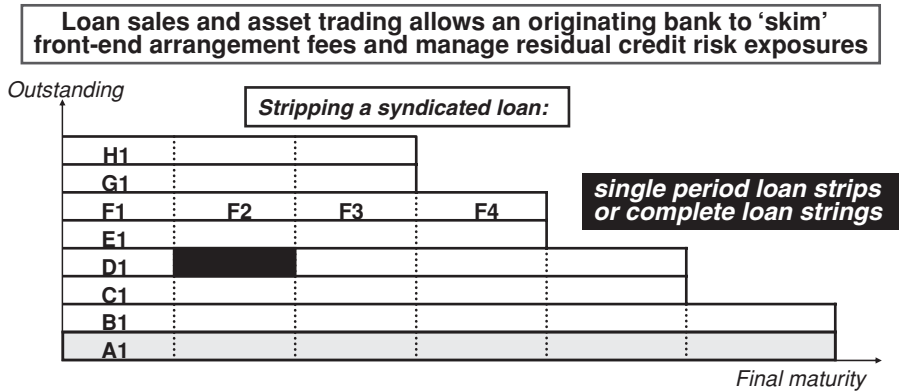 Loan sales and asset trading allows an originating bank to ‘skim’
front-end arrangement fees and manage residual credit risk exposures
Outstanding
Stripping a syndicated loan:
H1
G1
single period loan strips
or complete loan strings
F1 F2 F3 F4
E1
D1
C1
B1
A1
Final maturity